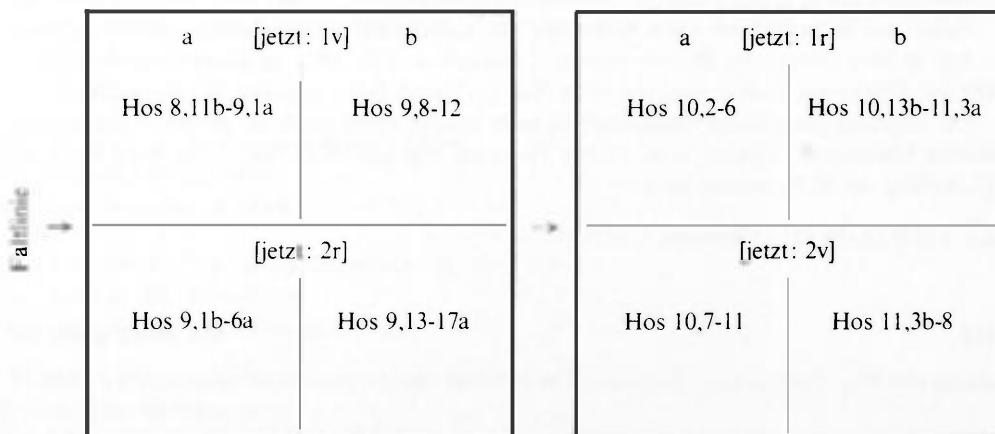 a [jetzt: 1v] b
Hos 8,11b-9,1a Hos 9,8-12
Faltlinie →
[jetzt: 2r]
Hos 9,1b-6a Hos 9,13-17a
a [jetzt: 1r] b
Hos 10,2-6 Hos 10,13b-11,3a
→
[jetzt: 2v]
Hos 10,7-11 Hos 11,3b-8